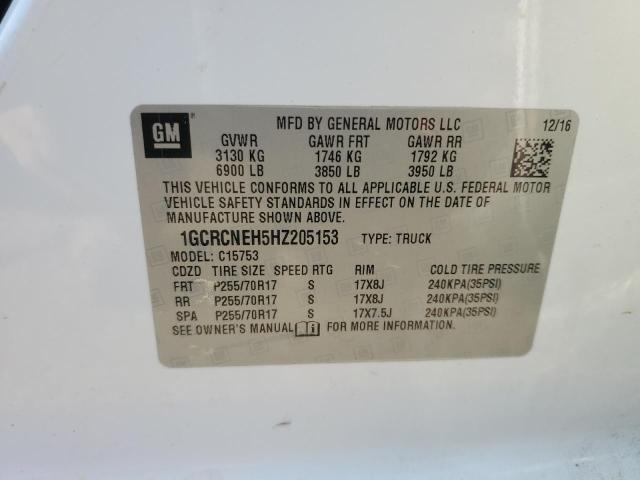 GM
MFD BY GENERAL MOTORS LLC 12/16
GVWR GAWR FRT GAWR RR
3130 KG 1746 KG 1792 KG
6900 LB 3850 LB 3950 LB
THIS VEHICLE CONFORMS TO ALL APPLICABLE U.S. FEDERAL MOTOR
VEHICLE SAFETY STANDARDS IN EFFECT ON THE DATE OF
MANUFACTURE SHOWN ABOVE.
1GCRCNEH5HZ205153 TYPE: TRUCK
MODEL: C15753
CDZD TIRE SIZE SPEED RTG RIM COLD TIRE PRESSURE
FRT P255/70R17 S 17X8J 240KPA(35PSI)
RR P255/70R17 S 17X8J 240KPA(35PSI)
SPA P255/70R17 S 17X7.5J 240KPA(35PSI)
SEE OWNER'S MANUAL FOR MORE INFORMATION.